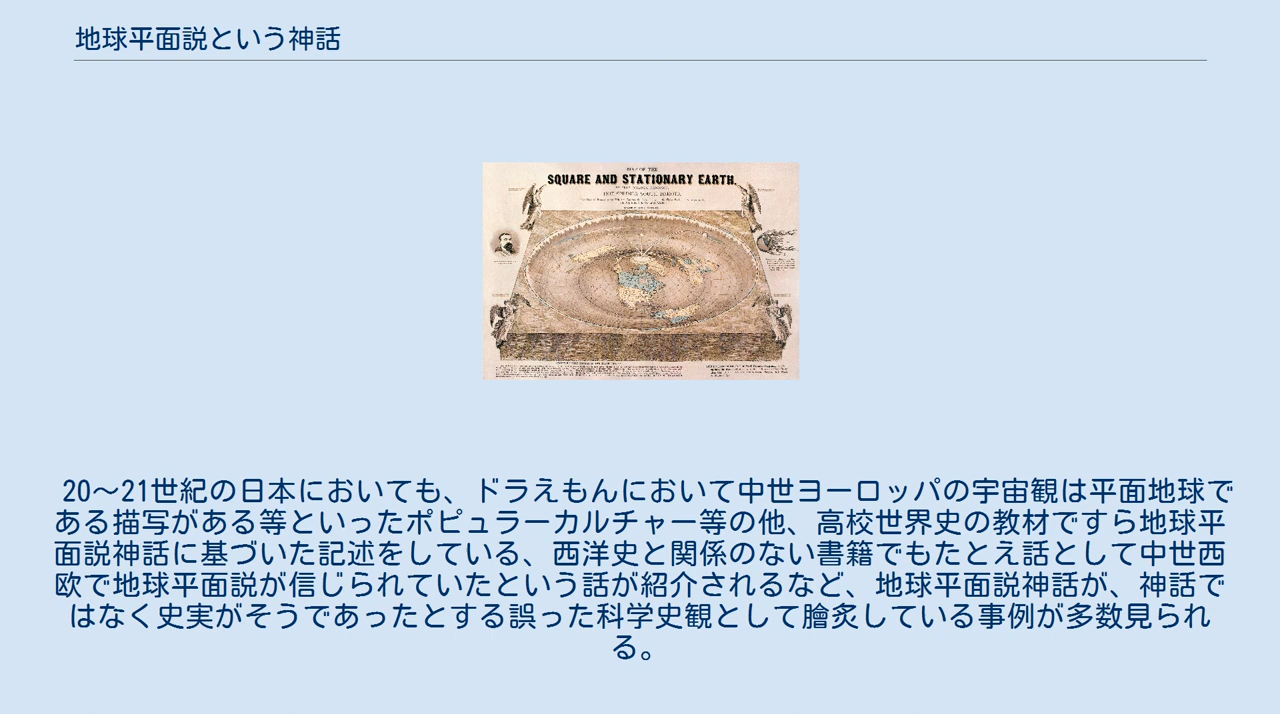 地球平面説という神話
MAP OF THE
SQUARE AND STATIONARY EARTH.
20〜21世紀の日本においても、ドラえもんにおいて中世ヨーロッパの宇宙観は平面地球で
ある描写がある等といったポピュラーカルチャー等の他、高校世界史の教材ですら地球平
面説神話に基づいた記述をしている、西洋史と関係のない書籍でもたとえ話として中世西
欧で地球平面説が信じられていたという話が紹介されるなど、地球平面説神話が、神話で
はなく史実がそうであったとする誤った科学史観として膾炙している事例が多数見られ
る。